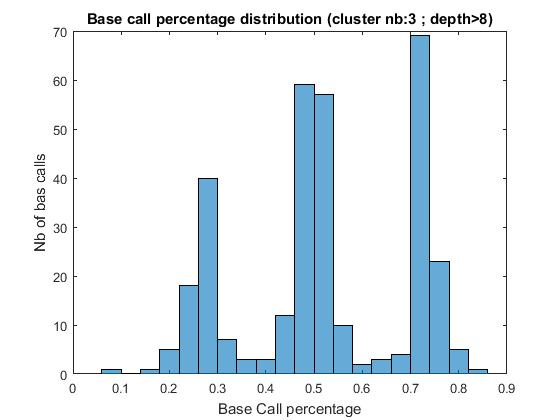 Base call percentage distribution (cluster nb:3 ; depth>8)
70
60
50
40
30
20
10
0
Nb of bas calls
0 0.1 0.2 0.3 0.4 0.5 0.6 0.7 0.8 0.9
Base Call percentage